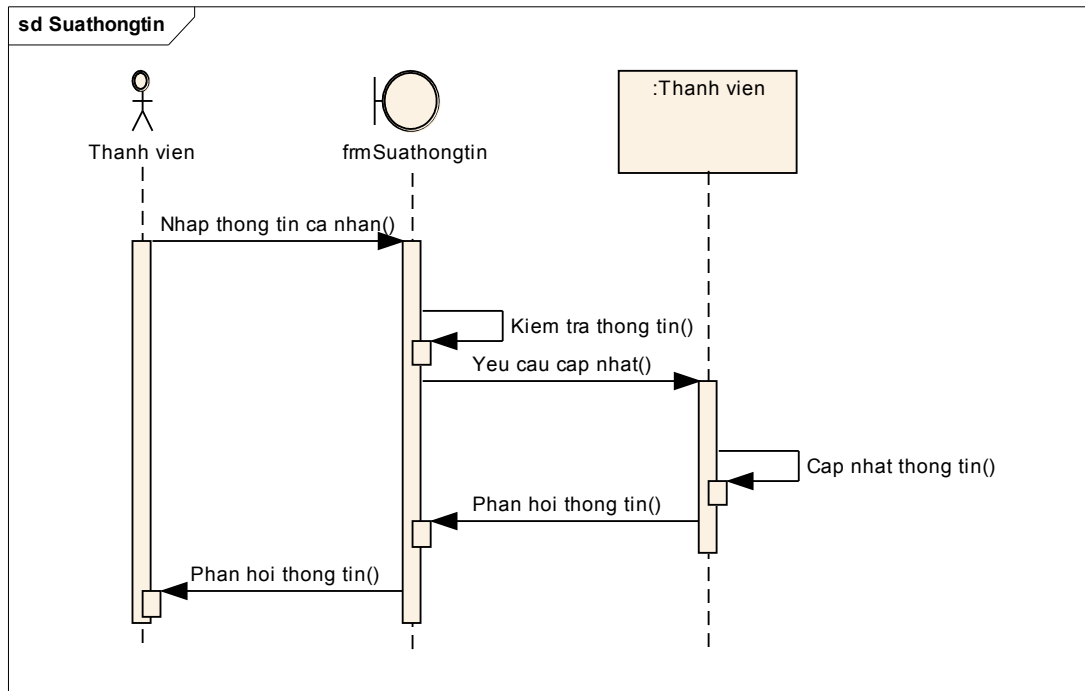 sd Suathongtin
Thanh vien
frmSuathongtin
:Thanh vien
Nhap thong tin ca nhan()
Kiem tra thong tin()
Yeu cau cap nhat()
Cap nhat thong tin()
Phan hoi thong tin()
Phan hoi thong tin()